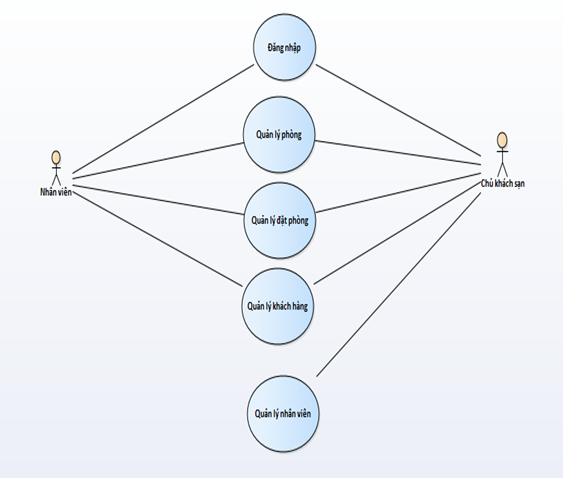 Đăng nhập
Quản lý phòng
Nhân viên
Chủ khách sạn
Quản lý đặt phòng
Quản lý khách hàng
Quản lý nhân viên